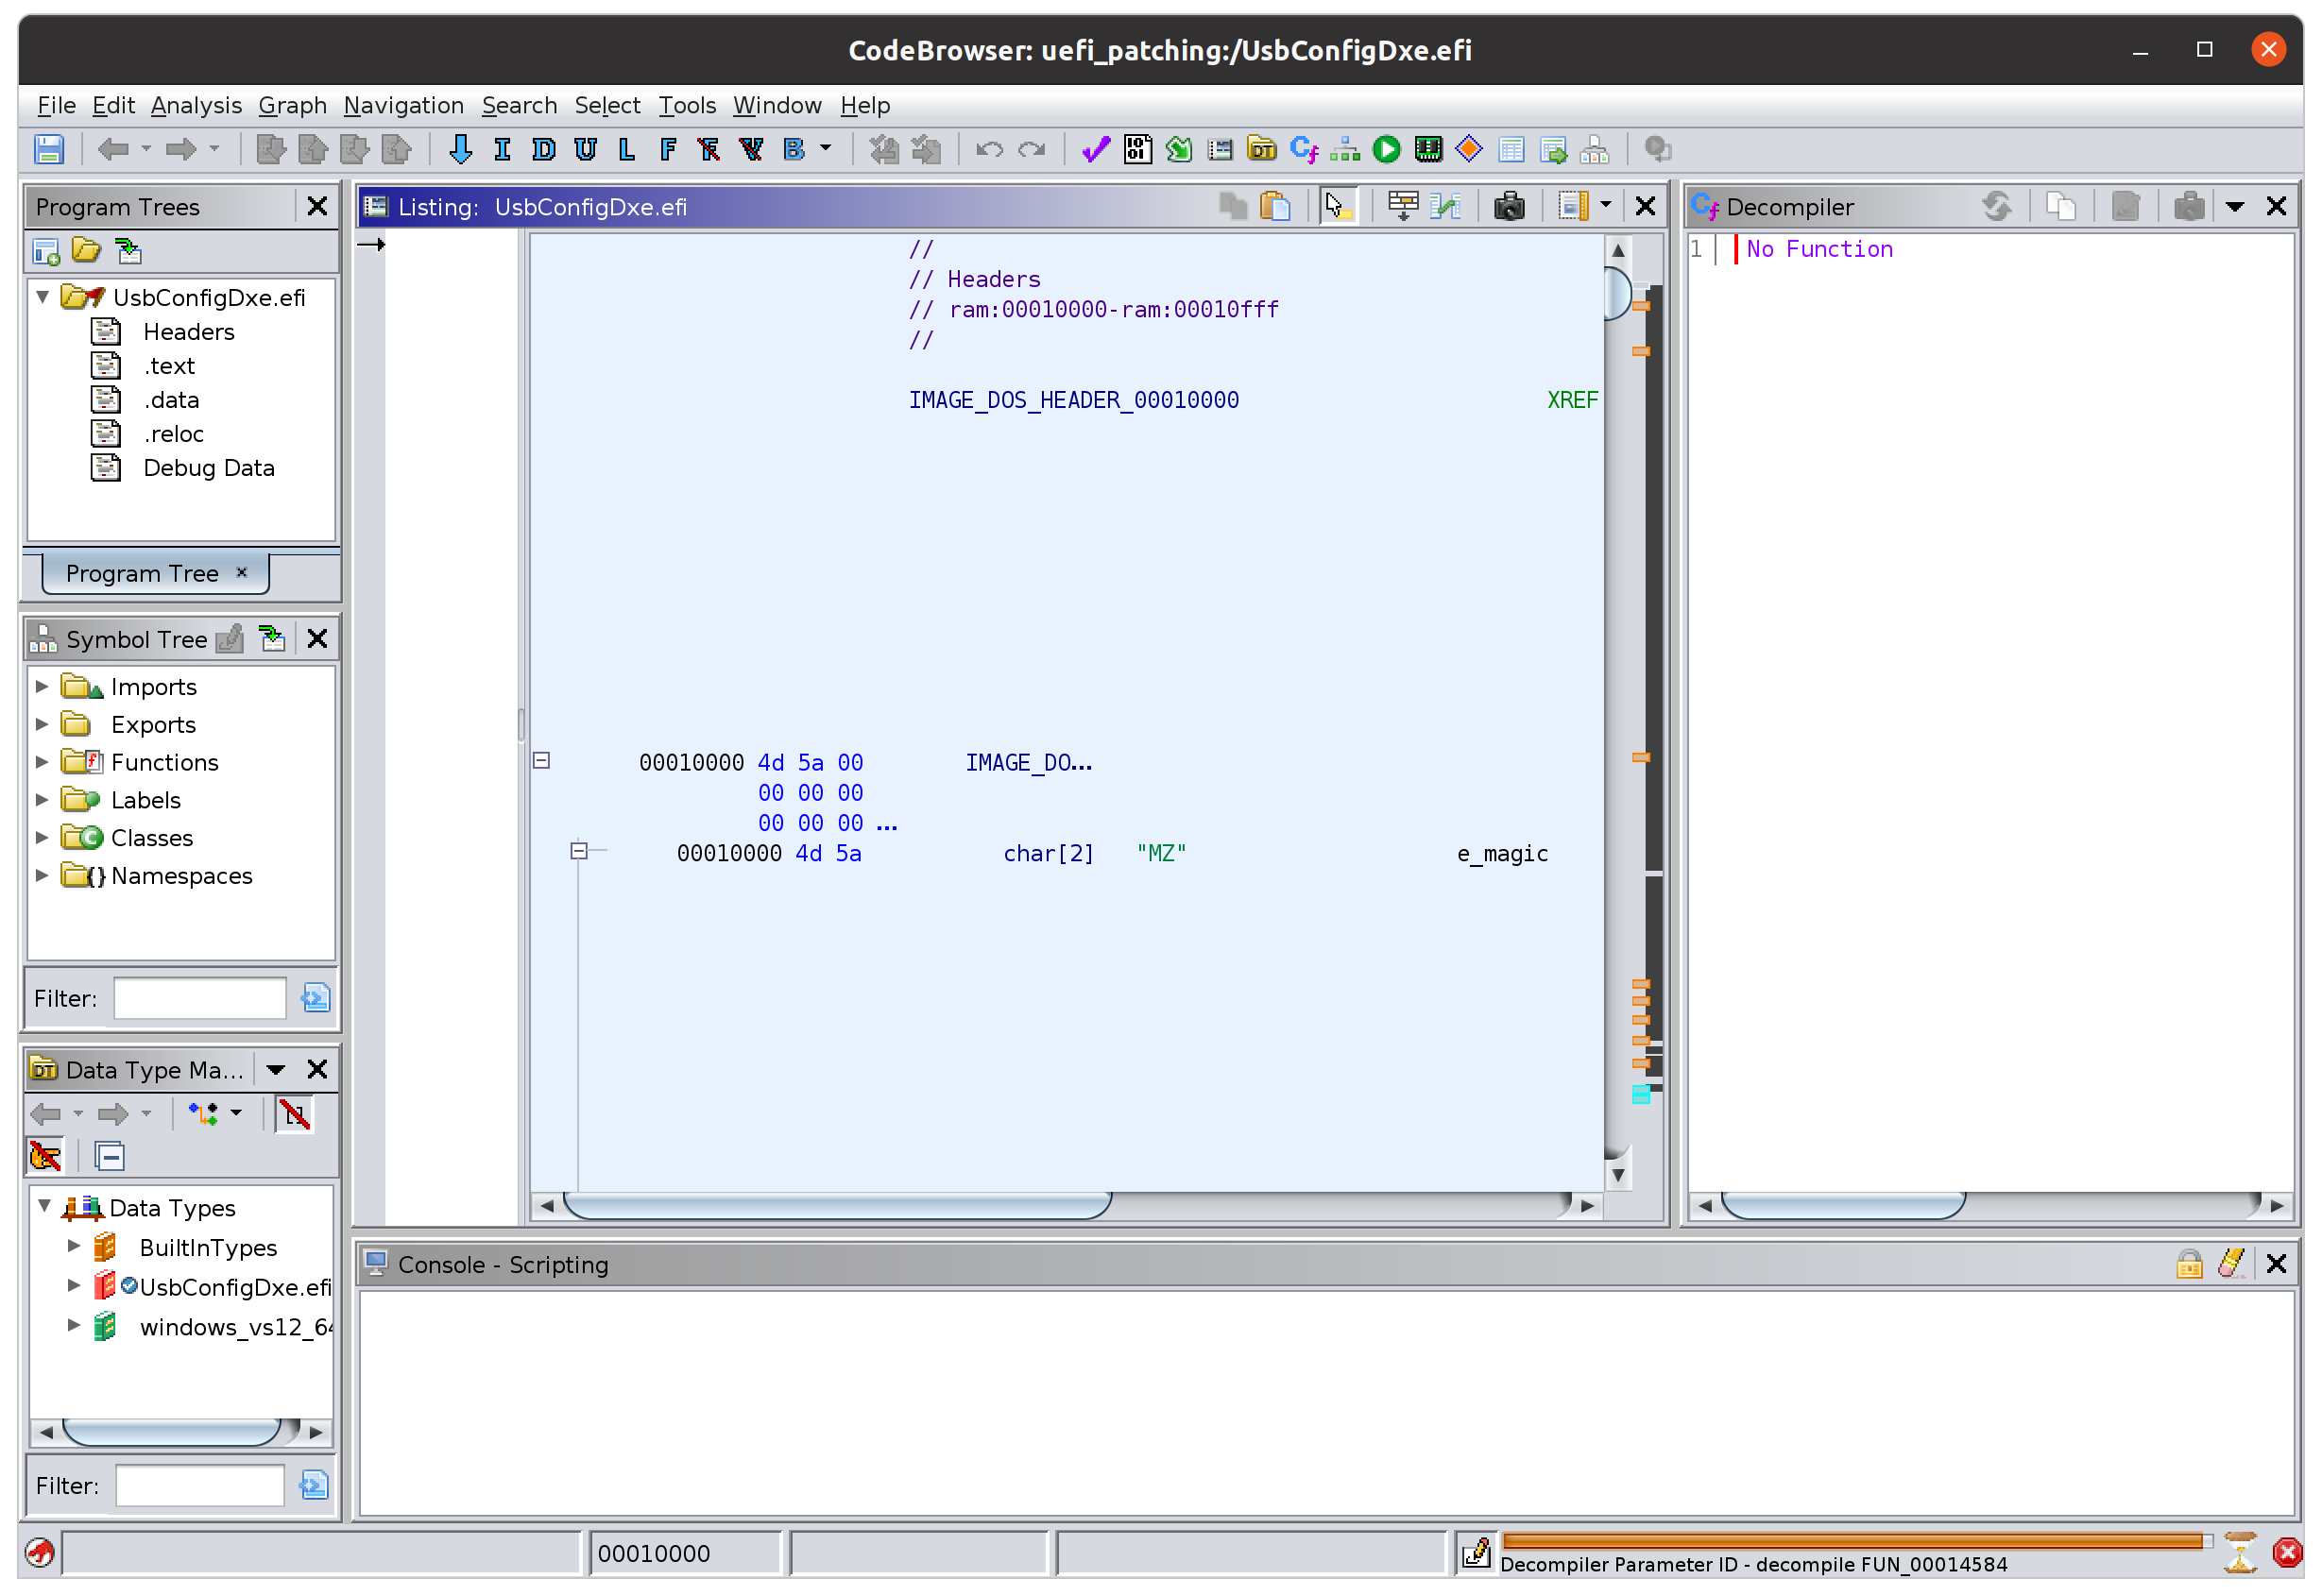 CodeBrowser: uefi_patching:/UsbConfigDxe.efi
File Edit Analysis Graph Navigation Search Select Tools Window Help
I D U L F F V B
Program Trees
UsbConfigDxe.efi
Headers
.text
.data
.reloc
Debug Data
Program Tree
Symbol Tree
Imports
Exports
Functions
Labels
Classes
Namespaces
Filter:
Data Type Ma...
Data Types
BuiltInTypes
UsbConfigDxe.efi
windows_vs12_64
Filter:
Listing: UsbConfigDxe.efi
//
// Headers
// ram:00010000-ram:00010fff
//
IMAGE_DOS_HEADER_00010000 XREF
00010000 4d 5a 00 IMAGE_DO...
00 00 00
00 00 00 ...
00010000 4d 5a char[2] "MZ" e_magic
Decompiler
1 No Function
Console - Scripting
00010000
Decompiler Parameter ID - decompile FUN_00014584